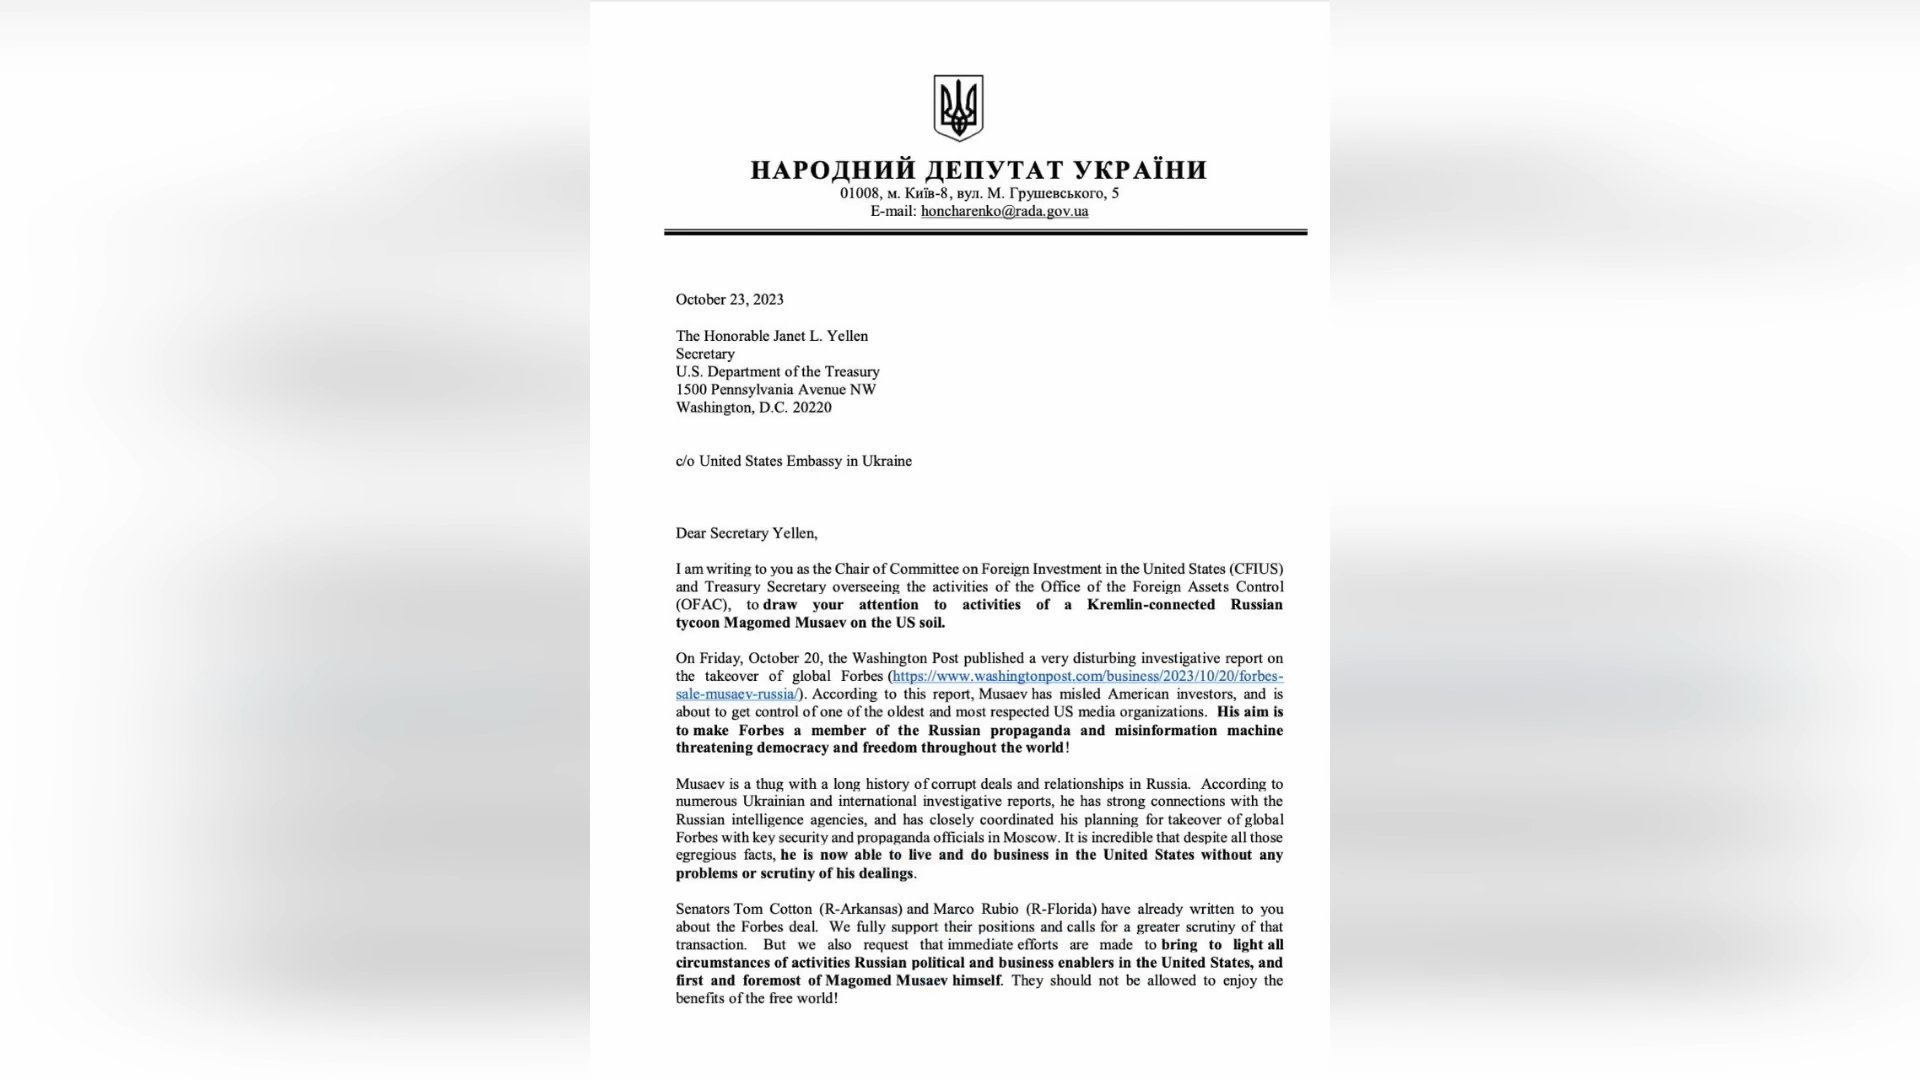 НАРОДНИЙ ДЕПУТАТ УКРАЇНИ
01008, м. Київ-8, вул. М. Грушевського, 5
E-mail: honcharenko@rada.gov.ua
October 23, 2023
The Honorable Janet L. Yellen
Secretary
U.S. Department of the Treasury
1500 Pennsylvania Avenue NW
Washington, D.C. 20220
c/o United States Embassy in Ukraine
Dear Secretary Yellen,
I am writing to you as the Chair of Committee on Foreign Investment in the United States (CFIUS)
and Treasury Secretary overseeing the activities of the Office of the Foreign Assets Control
(OFAC), to draw your attention to activities of a Kremlin-connected Russian
tycoon Magomed Musaev on the US soil.
On Friday, October 20, the Washington Post published a very disturbing investigative report on
the takeover of global Forbes (https://www.washingtonpost.com/business/2023/10/20/forbes-
sale-musaev-russia/). According to this report, Musaev has misled American investors, and is
about to get control of one of the oldest and most respected US media organizations. His aim is
to make Forbes a member of the Russian propaganda and misinformation machine
threatening democracy and freedom throughout the world!
Musaev is a thug with a long history of corrupt deals and relationships in Russia. According to
numerous Ukrainian and international investigative reports, he has strong connections with the
Russian intelligence agencies, and has closely coordinated his planning for takeover of global
Forbes with key security and propaganda officials in Moscow. It is incredible that despite all those
egregious facts, he is now able to live and do business in the United States without any
problems or scrutiny of his dealings.
Senators Tom Cotton (R-Arkansas) and Marco Rubio (R-Florida) have already written to you
about the Forbes deal. We fully support their positions and calls for a greater scrutiny of that
transaction. But we also request that immediate efforts are made to bring to light all
circumstances of activities Russian political and business enablers in the United States, and
first and foremost of Magomed Musaev himself. They should not be allowed to enjoy the
benefits of the free world!